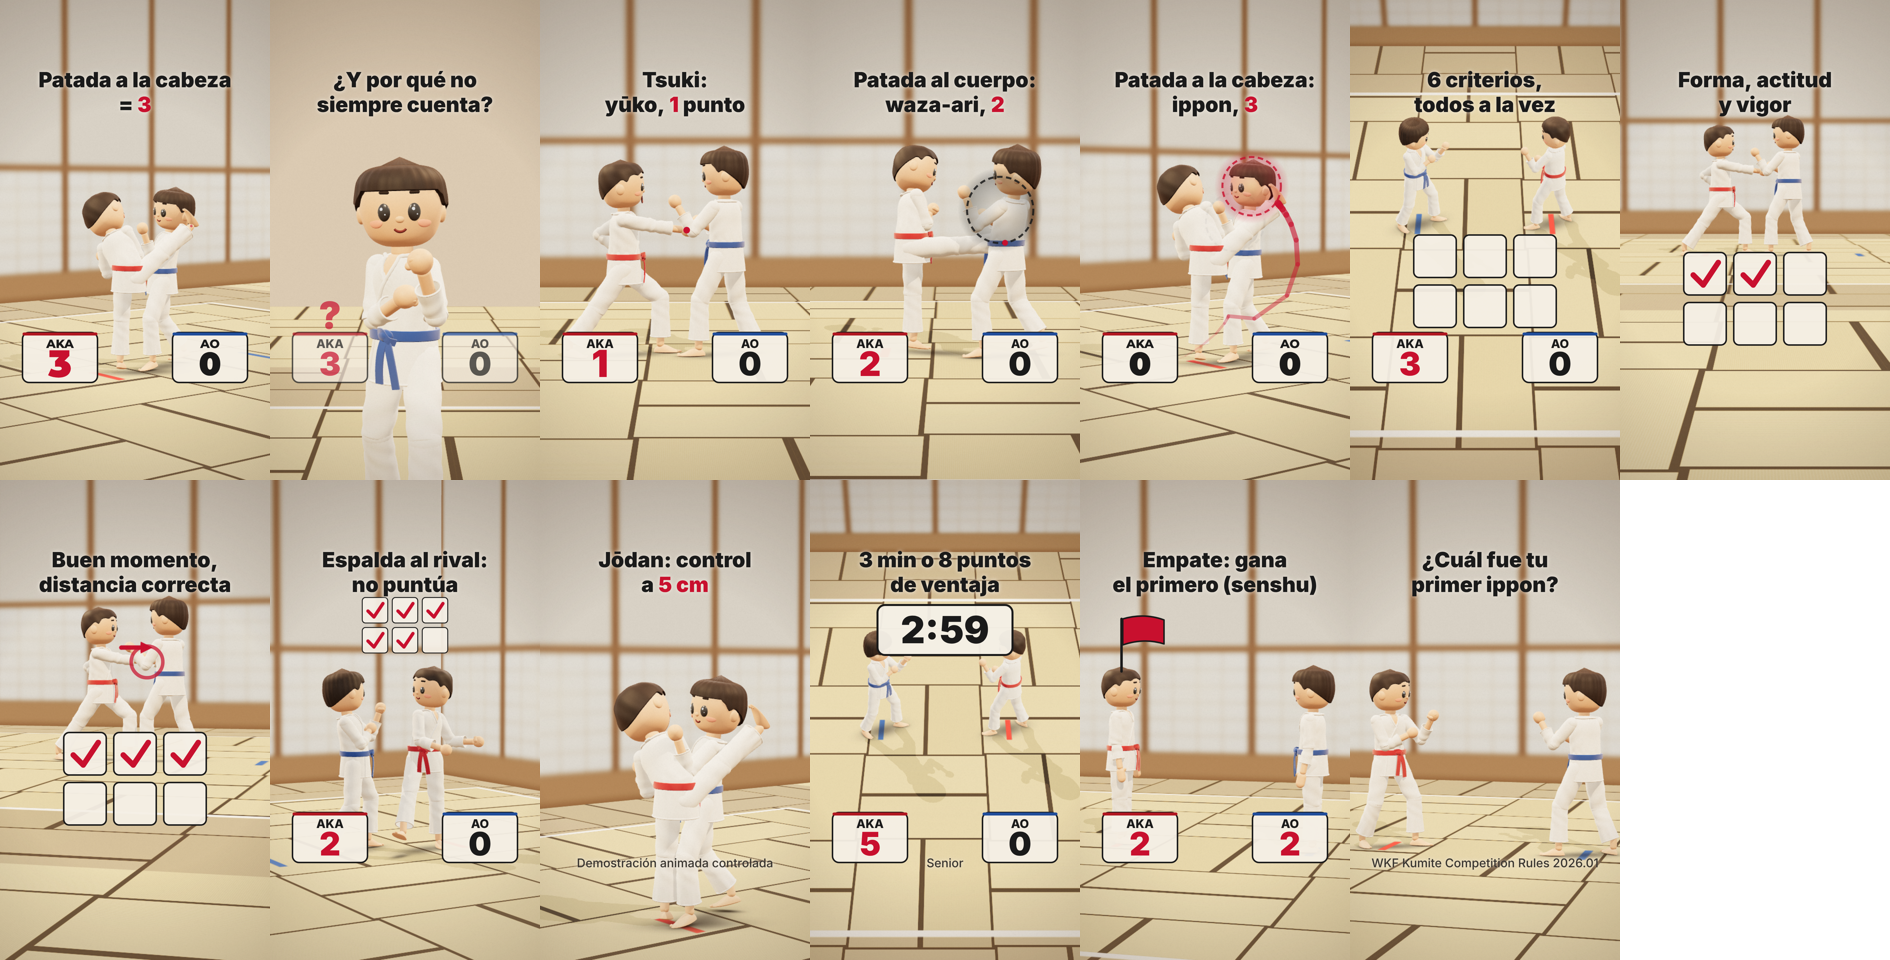 Patada a la cabeza
= 3
AKA
3
AO
0
¿Y por qué no
siempre cuenta?
?
AKA
3
AO
0
Tsuki:
yūko, 1 punto
AKA
1
AO
0
Patada al cuerpo:
waza-ari, 2
AKA
2
AO
0
Patada a la cabeza:
ippon, 3
AKA
0
AO
0
6 criterios,
todos a la vez
AKA
3
AO
0
Forma, actitud
y vigor
Buen momento,
distancia correcta
Espalda al rival:
no puntúa
AKA
2
AO
0
Jōdan: control
a 5 cm
Demostración animada controlada
3 min o 8 puntos
de ventaja
2:59
AKA
5
AO
0
Senior
Empate: gana
el primero (senshu)
AKA
2
AO
2
¿Cuál fue tu
primer ippon?
WKF Kumite Competition Rules 2026.01